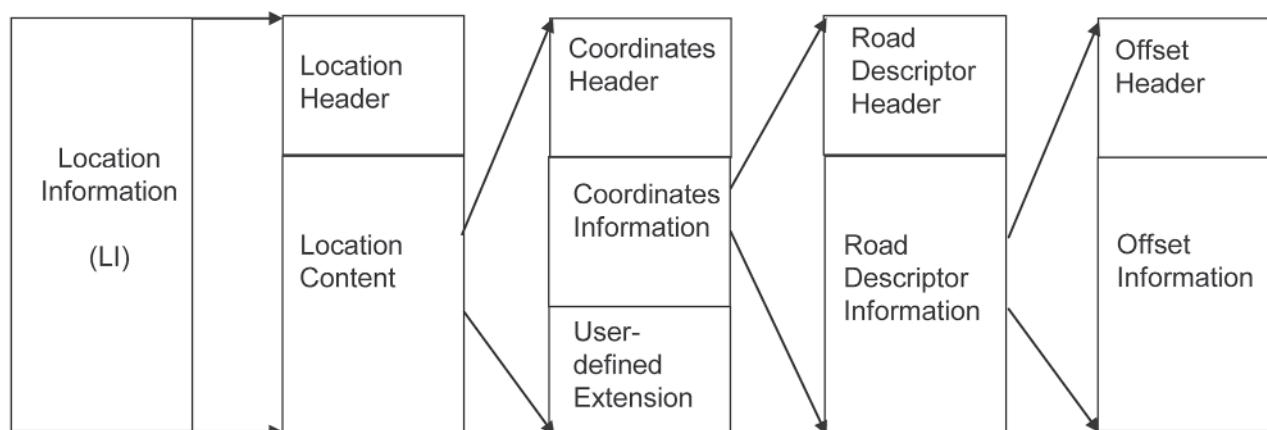 Location
Information
(LI)
Location
Header
Location
Content
Coordinates
Header
Coordinates
Information
User-
defined
Extension
Road
Descriptor
Header
Road
Descriptor
Information
Offset
Header
Offset
Information